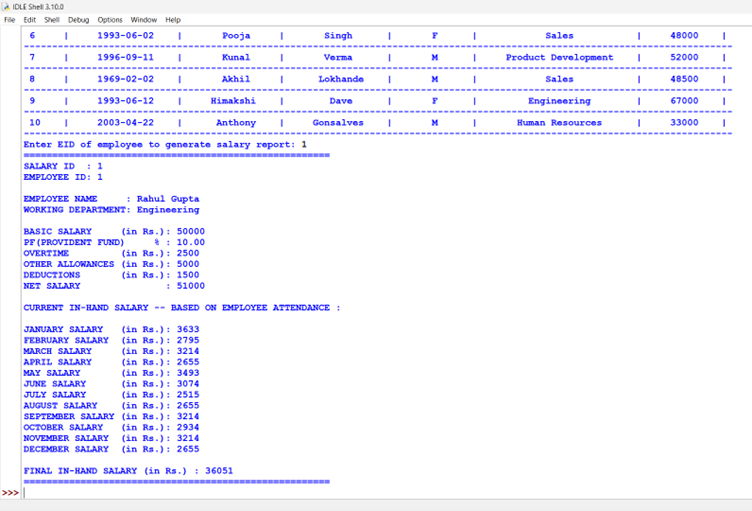 IDLE Shell 3.10.0
File Edit Shell Debug Options Window Help
6 | 1993-06-02 | Pooja | Singh | F | Sales | 48000 |
--------------------------------------------------------------------------------
7 | 1996-09-11 | Kunal | Verma | M | Product Development | 52000 |
--------------------------------------------------------------------------------
8 | 1969-02-02 | Akhil | Lokhande | M | Sales | 48500 |
--------------------------------------------------------------------------------
9 | 1993-06-12 | Himakshi | Dave | F | Engineering | 67000 |
--------------------------------------------------------------------------------
10 | 2003-04-22 | Anthony | Gonsalves | M | Human Resources | 33000 |
--------------------------------------------------------------------------------
Enter EID of employee to generate salary report: 1
=====================================================
SALARY ID : 1
EMPLOYEE ID: 1
EMPLOYEE NAME : Rahul Gupta
WORKING DEPARTMENT: Engineering
BASIC SALARY (in Rs.): 50000
PF(PROVIDENT FUND) % : 10.00
OVERTIME (in Rs.): 2500
OTHER ALLOWANCES (in Rs.): 5000
DEDUCTIONS (in Rs.): 1500
NET SALARY : 51000
CURRENT IN-HAND SALARY -- BASED ON EMPLOYEE ATTENDANCE :
JANUARY SALARY (in Rs.): 3633
FEBRUARY SALARY (in Rs.): 2795
MARCH SALARY (in Rs.): 3214
APRIL SALARY (in Rs.): 2655
MAY SALARY (in Rs.): 3493
JUNE SALARY (in Rs.): 3074
JULY SALARY (in Rs.): 2515
AUGUST SALARY (in Rs.): 2655
SEPTEMBER SALARY (in Rs.): 3214
OCTOBER SALARY (in Rs.): 2934
NOVEMBER SALARY (in Rs.): 3214
DECEMBER SALARY (in Rs.): 2655
FINAL IN-HAND SALARY (in Rs.) : 36051
=====================================================
>>>